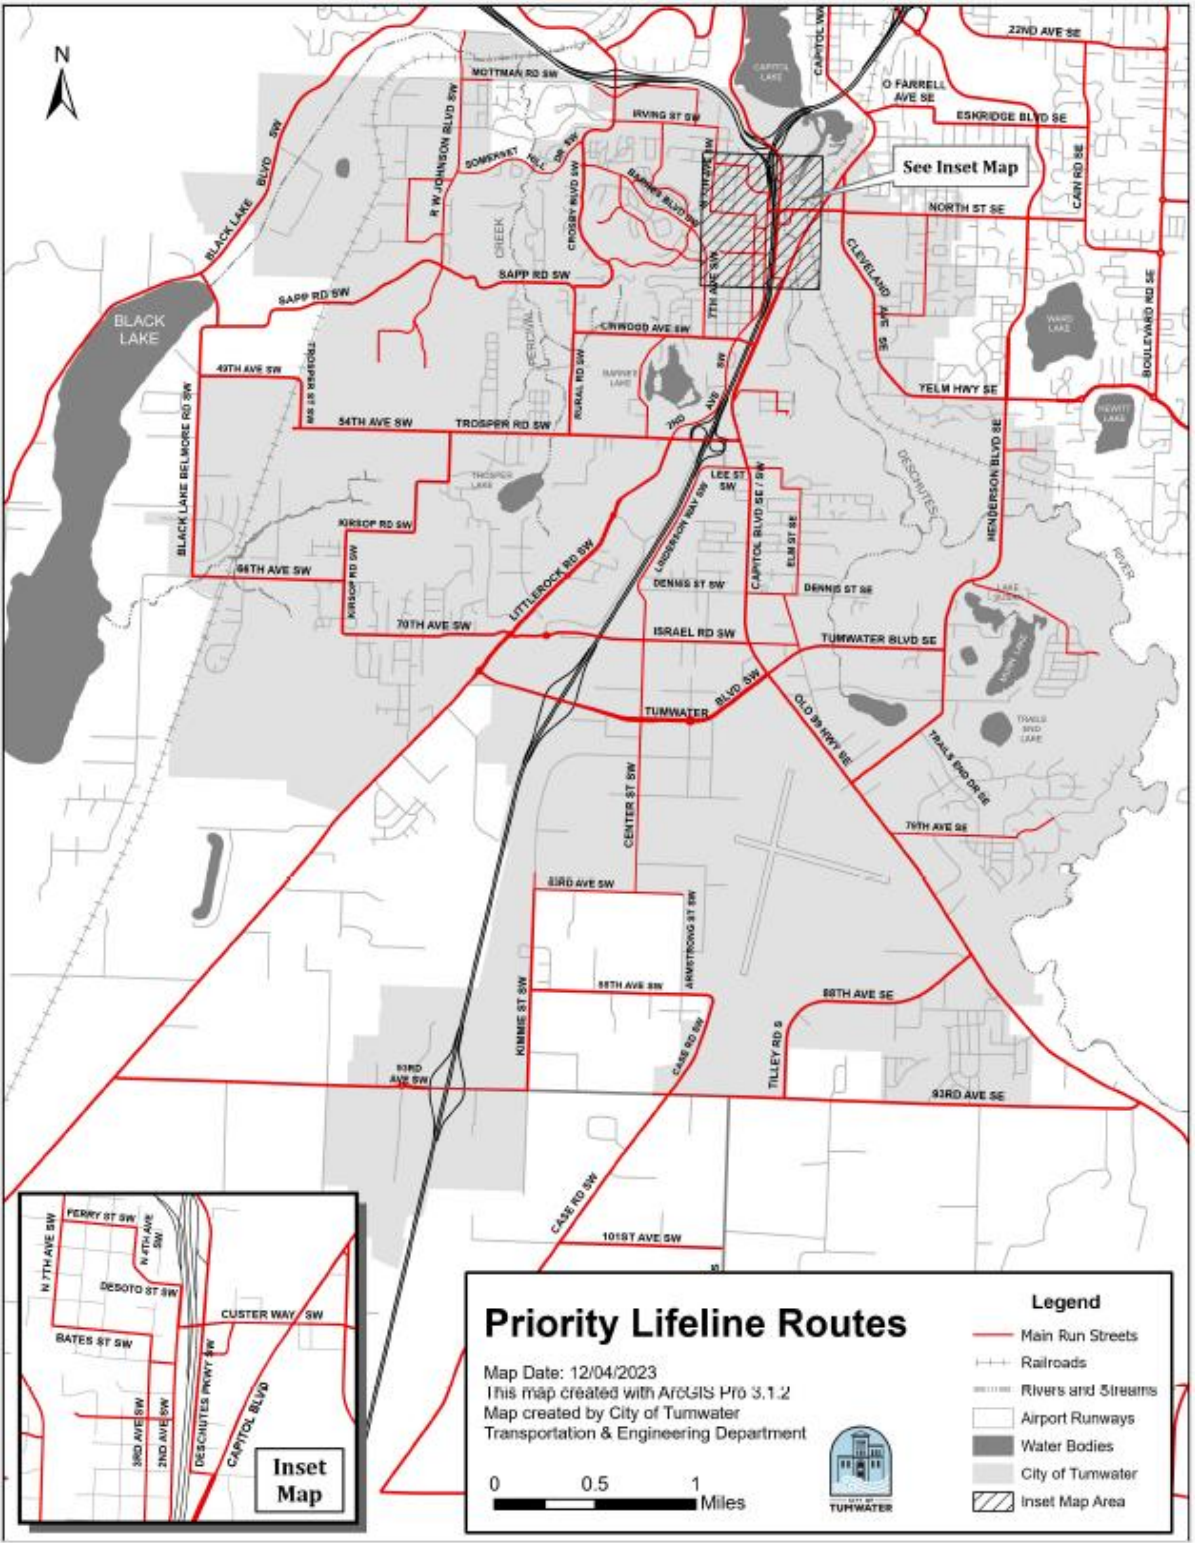 N
22ND AVE SE
CAPITOL
LAKE
CAPITOL WAY
MOTTMAN RD SW
O FARRELL
AVE SE
IRVING ST SW
ESKRIDGE BLVD SE
BLACK LAKE BLVD SW
R W JOHNSON BLVD SW
SOMERSET HILL DR SW
CROSBY BLVD SW
BARNES BLVD SW
N 7TH AVE SW
See Inset Map
CAIN RD SE
NORTH ST SE
CREEK
PERCIVAL
SAPP RD SW
SAPP RD SW
7TH AVE SW
CLEVELAND AVE SE
WARD
LAKE
BOULEVARD RD SE
BLACK
LAKE
LINWOOD AVE SW
BARNES
LAKE
49TH AVE SW
TROSPER ST SW
RURAL RD SW
2ND AVE SW
YELM HWY SE
HEWITT
LAKE
54TH AVE SW
TROSPER RD SW
BLACK LAKE BELMORE RD SW
TROSPER
LAKE
LEE ST
SW
DESCHUTES
RIVER
HENDERSON BLVD SE
KIRSOP RD SW
LINDERSON WAY SW
CAPITOL BLVD SE / SW
ELM ST SE
66TH AVE SW
KIRSOP RD SW
LITTLEROCK RD SW
DENNIS ST SW
DENNIS ST SE
LAKE
SUSAN
70TH AVE SW
ISRAEL RD SW
TUMWATER BLVD SE
MUNN LAKE
TUMWATER BLVD SW
OLD 99 HWY SE
TRAILS
END
LAKE
TRAILS END DR SE
CENTER ST SW
79TH AVE SE
83RD AVE SW
ARMSTRONG ST SW
88TH AVE SW
88TH AVE SE
KIMMIE ST SW
CASE RD SW
TILLEY RD S
93RD
AVE SW
93RD AVE SE
CASE RD SW
101ST AVE SW
S
PERRY ST SW
N 7TH AVE SW
N 4TH AVE
SW
DESOTO ST SW
CUSTER WAY SW
BATES ST SW
3RD AVE SW
2ND AVE SW
DESCHUTES PKWY SW
CAPITOL BLVD
Inset
Map
Priority Lifeline Routes
Map Date: 12/04/2023
This map created with ArcGIS Pro 3.1.2
Map created by City of Tumwater
Transportation & Engineering Department
0 0.5 1
Miles
CITY OF
TUMWATER
Legend
Main Run Streets
Railroads
Rivers and Streams
Airport Runways
Water Bodies
City of Tumwater
Inset Map Area